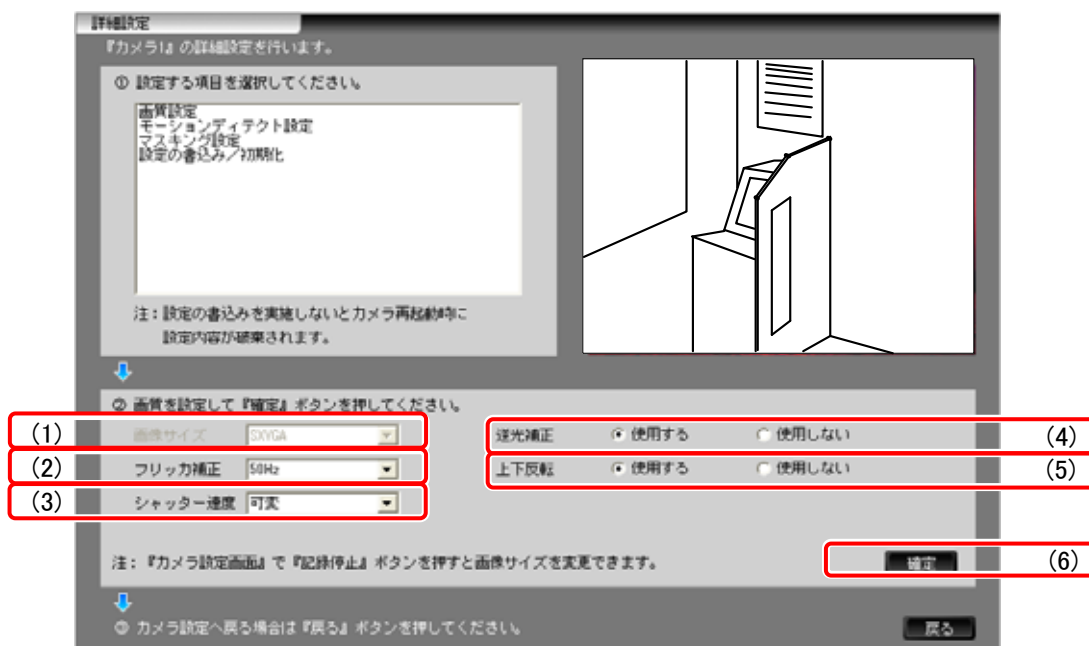 詳細設定
『カメラ1』の詳細設定を行います。
① 設定する項目を選択してください。
画質設定
モーションディテクト設定
マスキング設定
設定の書込み／初期化
注：設定の書込みを実施しないとカメラ再起動時に
設定内容が破棄されます。
② 画質を設定して『確定』ボタンを押してください。
(1) 画像サイズ SXVGA
(4) 逆光補正 使用する 使用しない
(2) フリッカ補正 50Hz
(5) 上下反転 使用する 使用しない
(3) シャッター速度 可変
注：『カメラ設定画面』で『記録停止』ボタンを押すと画像サイズを変更できます。
確定 (6)
③ カメラ設定へ戻る場合は『戻る』ボタンを押してください。
戻る